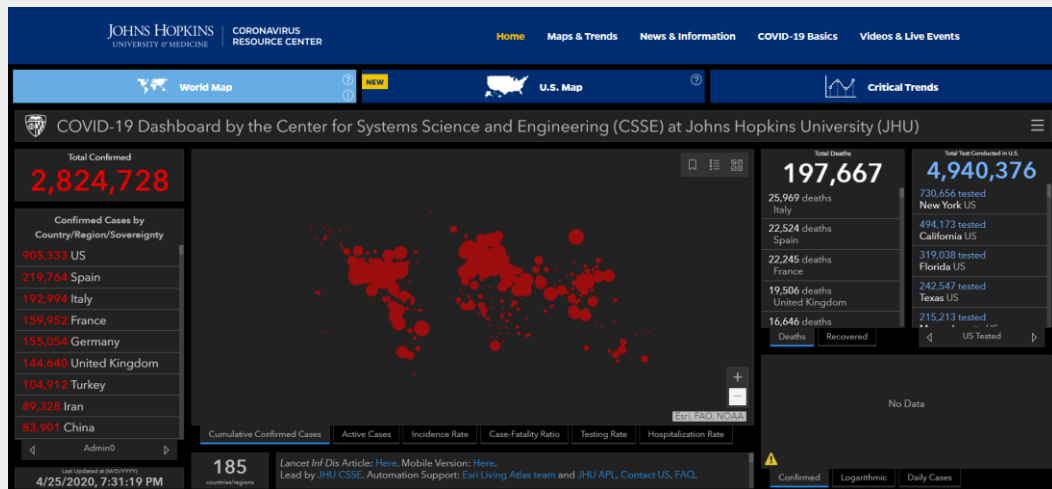 JOHNS HOPKINS
UNIVERSITY & MEDICINE
CORONAVIRUS
RESOURCE CENTER
Home
Maps & Trends
News & Information
COVID-19 Basics
Videos & Live Events
World Map
NEW
U.S. Map
Critical Trends
COVID-19 Dashboard by the Center for Systems Science and Engineering (CSSE) at Johns Hopkins University (JHU)
Total Confirmed
2,824,728
Confirmed Cases by
Country/Region/Sovereignty
905,333 US
219,764 Spain
192,994 Italy
159,952 France
155,054 Germany
144,640 United Kingdom
104,912 Turkey
89,328 Iran
83,901 China
Admin0
Last Updated at (M/D/YYYY)
4/25/2020, 7:31:19 PM
Esri, FAO, NOAA
Cumulative Confirmed Cases
Active Cases
Incidence Rate
Case-Fatality Ratio
Testing Rate
Hospitalization Rate
185
countries/regions
Lancet Inf Dis Article: Here. Mobile Version: Here.
Lead by JHU CSSE. Automation Support: Esri Living Atlas team and JHU APL. Contact US. FAQ.
Total Deaths
197,667
25,969 deaths
Italy
22,524 deaths
Spain
22,245 deaths
France
19,506 deaths
United Kingdom
16,646 deaths
Deaths
Recovered
Total Test Conducted in U.S.
4,940,376
730,656 tested
New York US
494,173 tested
California US
319,038 tested
Florida US
242,547 tested
Texas US
215,213 tested
US Tested
No Data
Confirmed
Logarithmic
Daily Cases